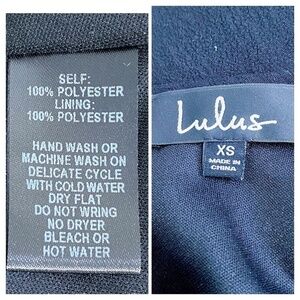 SELF:
100% POLYESTER
LINING:
100% POLYESTER
HAND WASH OR
MACHINE WASH ON
DELICATE CYCLE
WITH COLD WATER
DRY FLAT
DO NOT WRING
NO DRYER
BLEACH OR
HOT WATER
Lulus
XS
MADE IN
CHINA